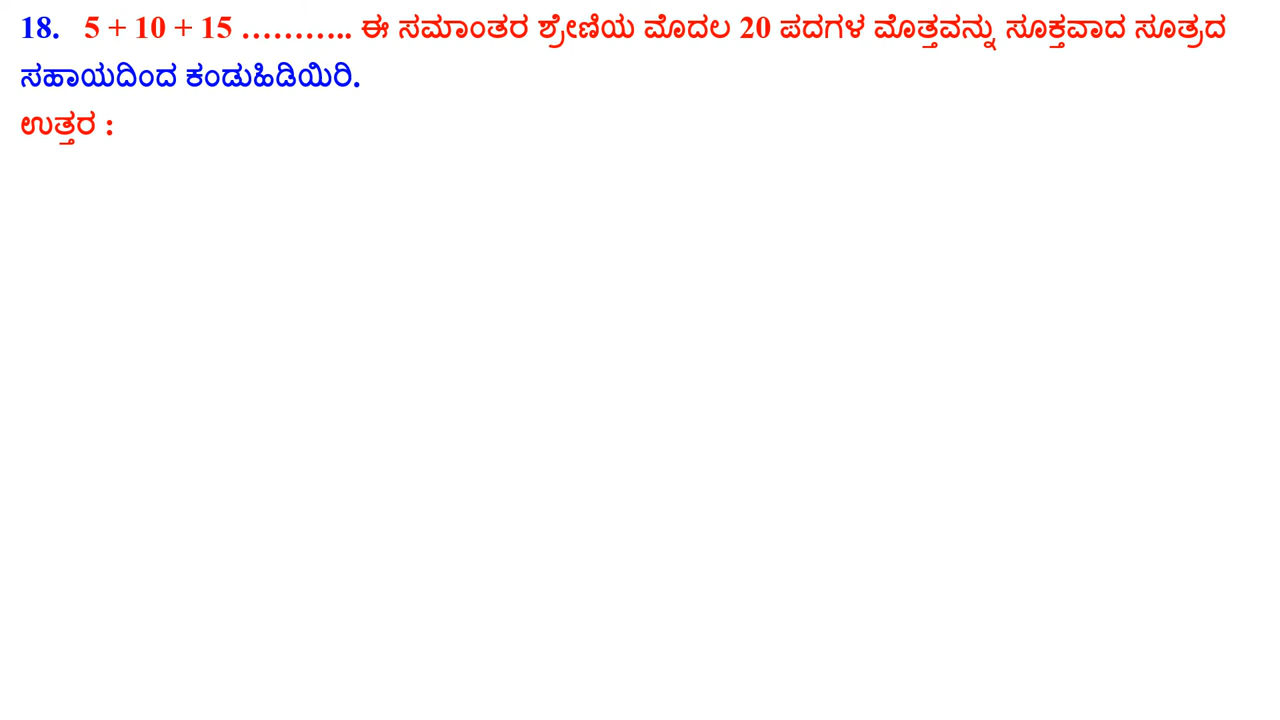 18. 5 + 10 + 15 ……….. ಈ ಸಮಾಂತರ ಶ್ರೇಣಿಯ ಮೊದಲ 20 ಪದಗಳ ಮೊತ್ತವನ್ನು ಸೂಕ್ತವಾದ ಸೂತ್ರದ
ಸಹಾಯದಿಂದ ಕಂಡುಹಿಡಿಯಿರಿ.
ಉತ್ತರ :